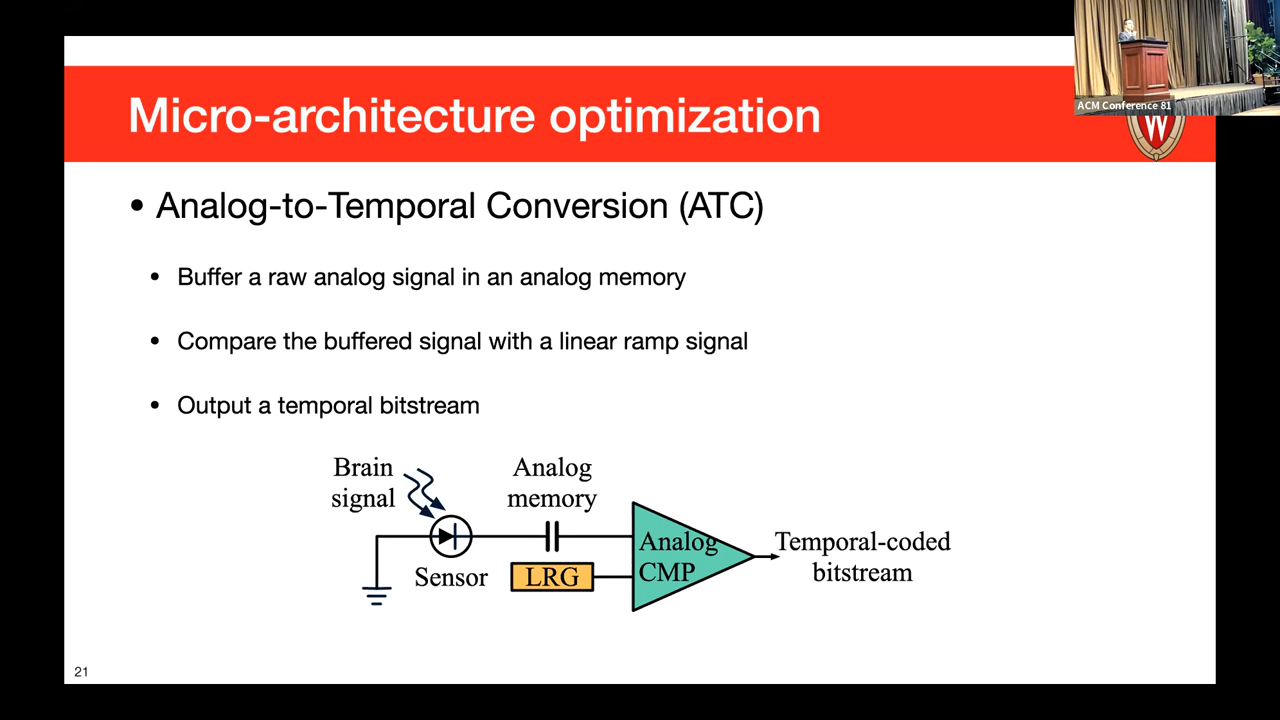 ACM Conference 81
Micro-architecture optimization
W
• Analog-to-Temporal Conversion (ATC)
• Buffer a raw analog signal in an analog memory
• Compare the buffered signal with a linear ramp signal
• Output a temporal bitstream
Brain
signal
Analog
memory
Sensor
LRG
Analog
CMP
Temporal-coded
bitstream
21